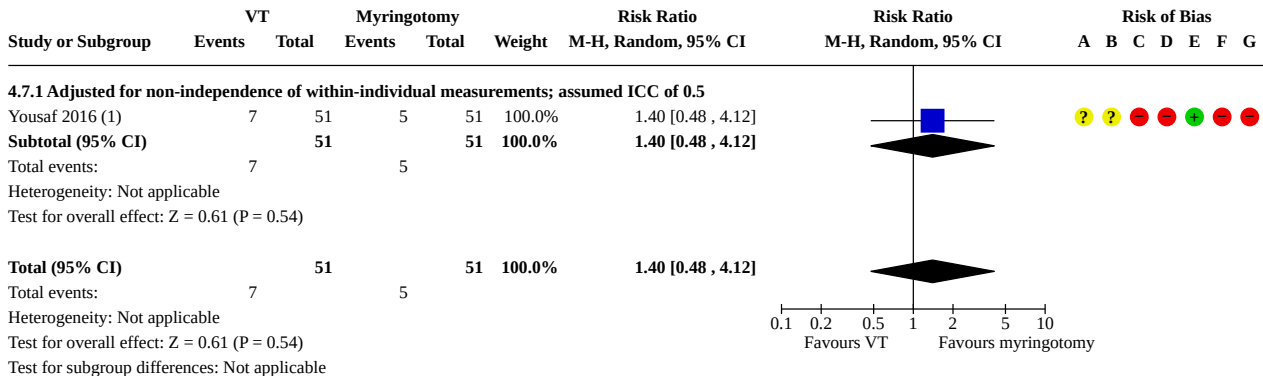 VT Myringotomy Risk Ratio Risk Ratio Risk of Bias
Study or Subgroup Events Total Events Total Weight M-H, Random, 95% CI M-H, Random, 95% CI A B C D E F G
4.7.1 Adjusted for non-independence of within-individual measurements; assumed ICC of 0.5
Yousaf 2016 (1) 7 51 5 51 100.0% 1.40 [0.48 , 4.12] ? ? − − + − −
Subtotal (95% CI) 51 51 100.0% 1.40 [0.48 , 4.12]
Total events: 7 5
Heterogeneity: Not applicable
Test for overall effect: Z = 0.61 (P = 0.54)
Total (95% CI) 51 51 100.0% 1.40 [0.48 , 4.12]
Total events: 7 5
Heterogeneity: Not applicable
0.1 0.2 0.5 1 2 5 10
Test for overall effect: Z = 0.61 (P = 0.54) Favours VT Favours myringotomy
Test for subgroup differences: Not applicable